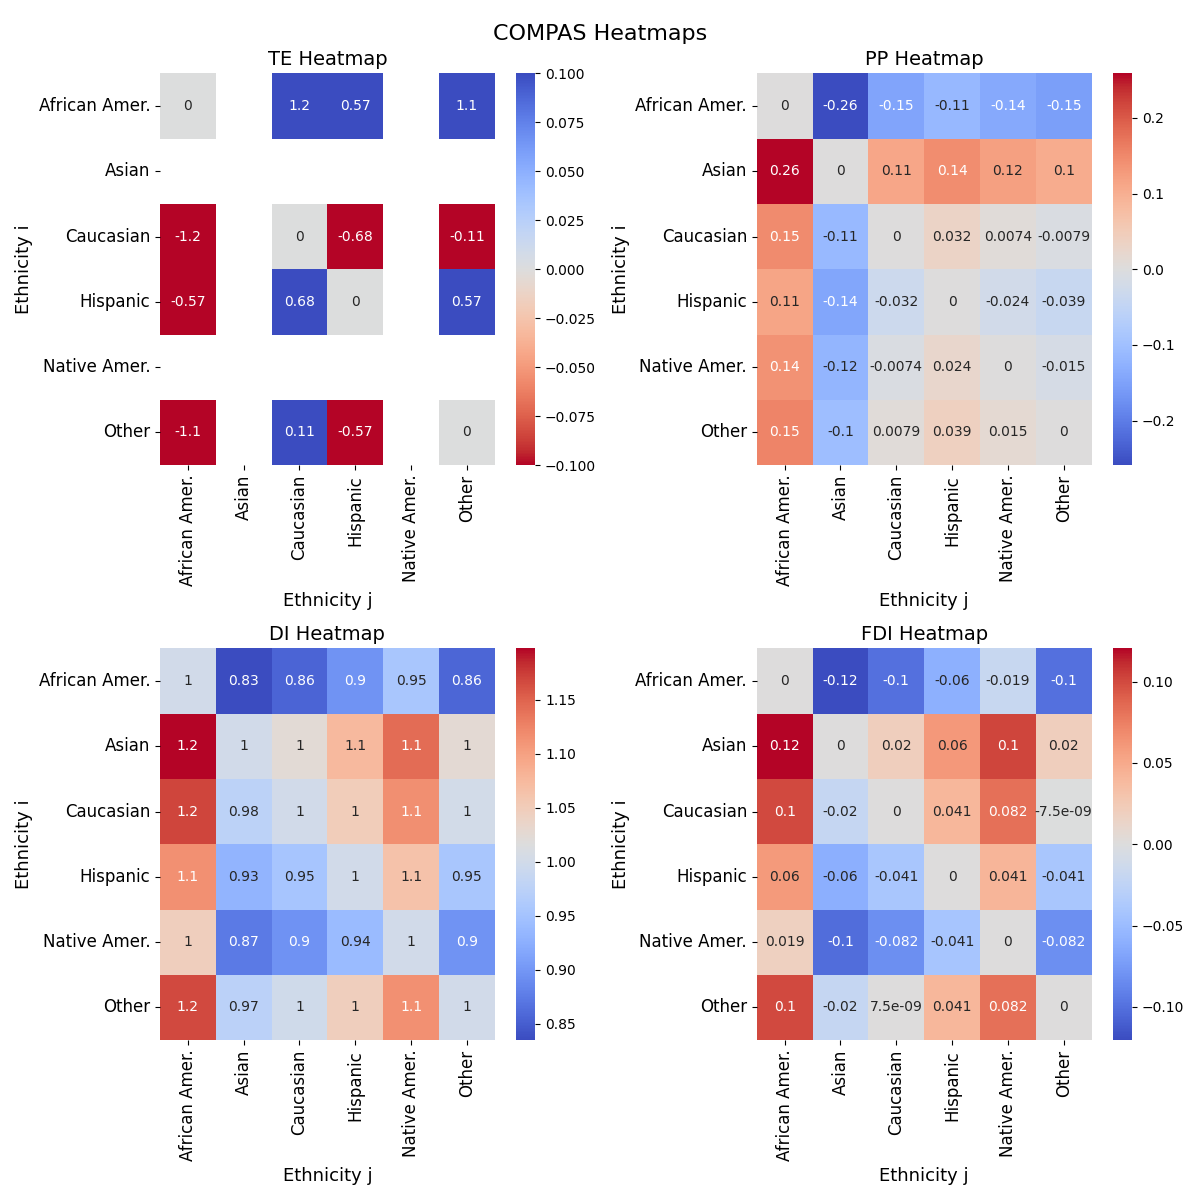 COMPAS Heatmaps
TE Heatmap
African Amer.
Asian
Caucasian
Hispanic
Native Amer.
Other
Ethnicity i
0 1.2 0.57 1.1
-1.2 0 -0.68 -0.11
-0.57 0.68 0 0.57
-1.1 0.11 -0.57 0
African Amer.
Asian
Caucasian
Hispanic
Native Amer.
Other
Ethnicity j
0.100
0.075
0.050
0.025
0.000
−0.025
−0.050
−0.075
−0.100
PP Heatmap
African Amer.
Asian
Caucasian
Hispanic
Native Amer.
Other
Ethnicity i
0 -0.26 -0.15 -0.11 -0.14 -0.15
0.26 0 0.11 0.14 0.12 0.1
0.15 -0.11 0 0.032 0.0074 -0.0079
0.11 -0.14 -0.032 0 -0.024 -0.039
0.14 -0.12 -0.0074 0.024 0 -0.015
0.15 -0.1 0.0079 0.039 0.015 0
African Amer.
Asian
Caucasian
Hispanic
Native Amer.
Other
Ethnicity j
0.2
0.1
0.0
−0.1
−0.2
DI Heatmap
African Amer.
Asian
Caucasian
Hispanic
Native Amer.
Other
Ethnicity i
1 0.83 0.86 0.9 0.95 0.86
1.2 1 1 1.1 1.1 1
1.2 0.98 1 1 1.1 1
1.1 0.93 0.95 1 1.1 0.95
1 0.87 0.9 0.94 1 0.9
1.2 0.97 1 1 1.1 1
African Amer.
Asian
Caucasian
Hispanic
Native Amer.
Other
Ethnicity j
1.15
1.10
1.05
1.00
0.95
0.90
0.85
FDI Heatmap
African Amer.
Asian
Caucasian
Hispanic
Native Amer.
Other
Ethnicity i
0 -0.12 -0.1 -0.06 -0.019 -0.1
0.12 0 0.02 0.06 0.1 0.02
0.1 -0.02 0 0.041 0.082 -7.5e-09
0.06 -0.06 -0.041 0 0.041 -0.041
0.019 -0.1 -0.082 -0.041 0 -0.082
0.1 -0.02 7.5e-09 0.041 0.082 0
African Amer.
Asian
Caucasian
Hispanic
Native Amer.
Other
Ethnicity j
0.10
0.05
0.00
−0.05
−0.10